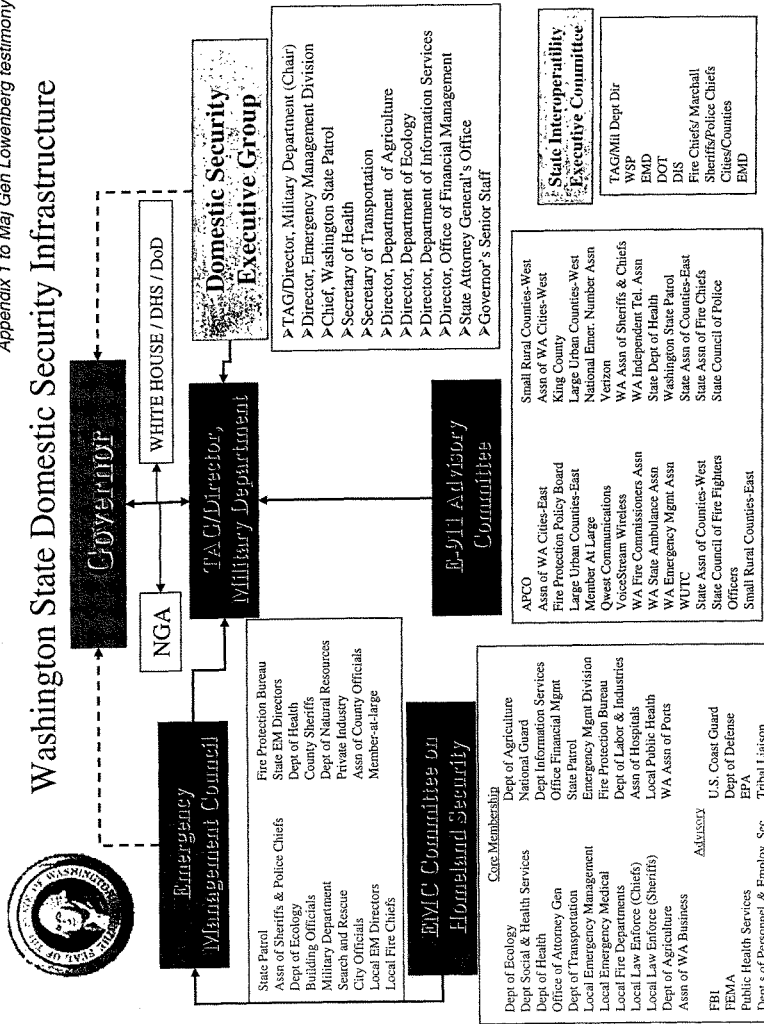 Appendix 1 to Maj Gen Lowenberg testimony
Washington State Domestic Security Infrastructure
Governor
NGA
WHITE HOUSE / DHS / DoD
Emergency
Management Council
TAG/Director,
Military Department
Domestic Security
Executive Group
State Patrol
Assn of Sheriffs & Police Chiefs
Dept of Ecology
Building Officials
Military Department
Search and Rescue
City Officials
Local EM Directors
Local Fire Chiefs
Fire Protection Bureau
State EM Directors
Dept of Health
County Sheriffs
Dept of Natural Resources
Private Industry
Assn of County Officials
Member-at-large
➢TAG/Director, Military Department (Chair)
➢Director, Emergency Management Division
➢Chief, Washington State Patrol
➢Secretary of Health
➢Secretary of Transportation
➢Director, Department of Agriculture
➢Director, Department of Ecology
➢Director, Department of Information Services
➢Director, Office of Financial Management
➢State Attorney General's Office
➢Governor's Senior Staff
EMC Committee on
Homeland Security
E-911 Advisory
Committee
State Interoperatility
Executive Committee
Core Membership
Dept of Ecology
Dept Social & Health Services
Dept of Health
Office of Attorney Gen
Dept of Transportation
Local Emergency Management
Local Emergency Medical
Local Fire Departments
Local Law Enforce (Chiefs)
Local Law Enforce (Sheriffs)
Dept of Agriculture
Assn of WA Business
Dept of Agriculture
National Guard
Dept Information Services
Office Financial Mgmt
State Patrol
Emergency Mgmt Division
Fire Protection Bureau
Dept of Labor & Industries
Assn of Hospitals
Local Public Health
WA Assn of Ports
Advisory
FBI
FEMA
Public Health Services
Dept's of Personnel & Employ. Sec
U.S. Coast Guard
Dept of Defense
EPA
Tribal Liaison
APCO
Assn of WA Cities-East
Fire Protection Policy Board
Large Urban Counties-East
Member At Large
Qwest Communications
VoiceStream Wireless
WA Fire Commissioners Assn
WA State Ambulance Assn
WA Emergency Mgmt Assn
WUTC
State Assn of Counties-West
State Council of Fire Fighters
Officers
Small Rural Counties-East
Small Rural Counties-West
Assn of WA Cities-West
King County
Large Urban Counties-West
National Emer. Number Assn
Verizon
WA Assn of Sheriffs & Chiefs
WA Independent Tel. Assn
State Dept of Health
Washington State Patrol
State Assn of Counties-East
State Assn of Fire Chiefs
State Council of Police
TAG/Mil Dept Dir
WSP
EMD
DOT
DIS
Fire Chiefs/ Marchall
Sheriffs/Police Chiefs
Cities/Counties
EMD